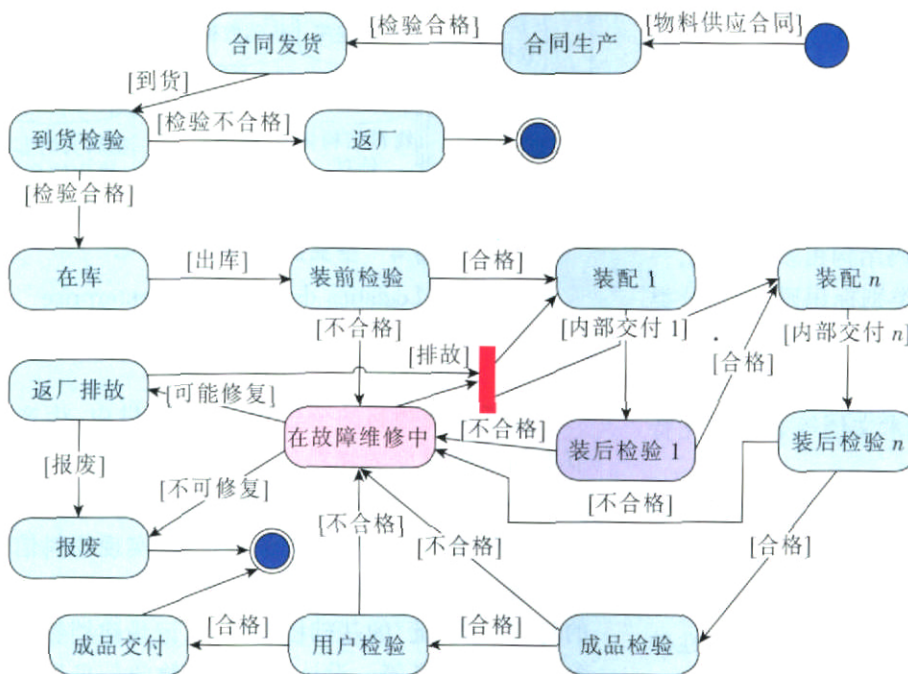 合同发货
[检验合格]
合同生产
[物料供应合同]
[到货]
到货检验
[检验不合格]
返厂
[检验合格]
在库
[出库]
装前检验
[合格]
装配1
装配n
[不合格]
[内部交付1]
[内部交付n]
[排故]
[合格]
返厂排故
[可能修复]
在故障维修中
[不合格]
装后检验1
装后检验n
[报废]
[不可修复]
[不合格]
[不合格]
[不合格]
[合格]
报废
成品交付
[合格]
用户检验
[合格]
成品检验